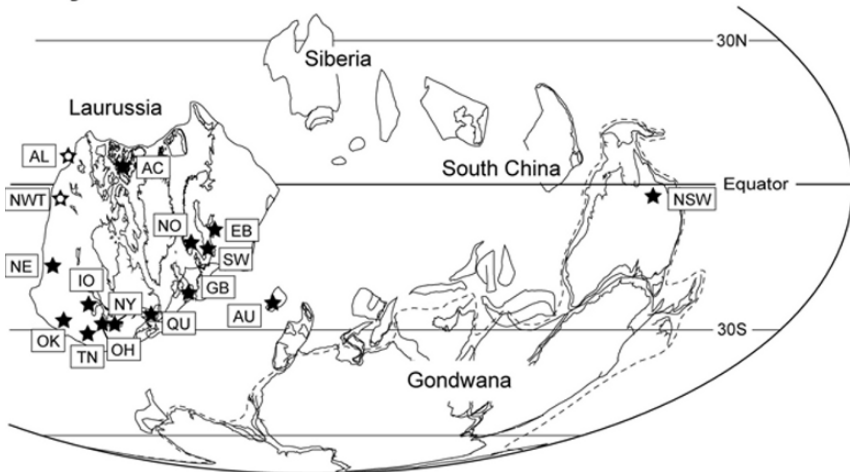 30N
Siberia
Laurussia
AL
AC
South China
Equator
NWT
NSW
NO
EB
SW
NE
IO
NY
GB
AU
QU
OK
OH
TN
30S
Gondwana